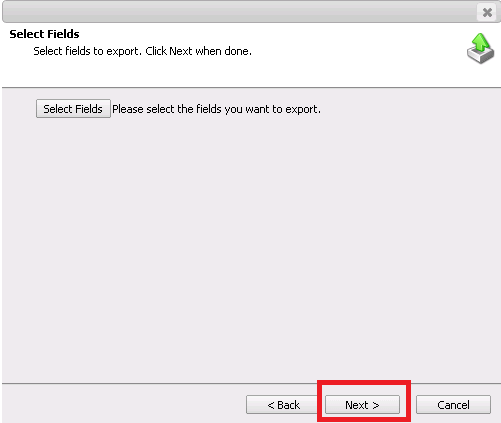 Select Fields
Select fields to export. Click Next when done.
Select Fields Please select the fields you want to export.
< Back Next > Cancel